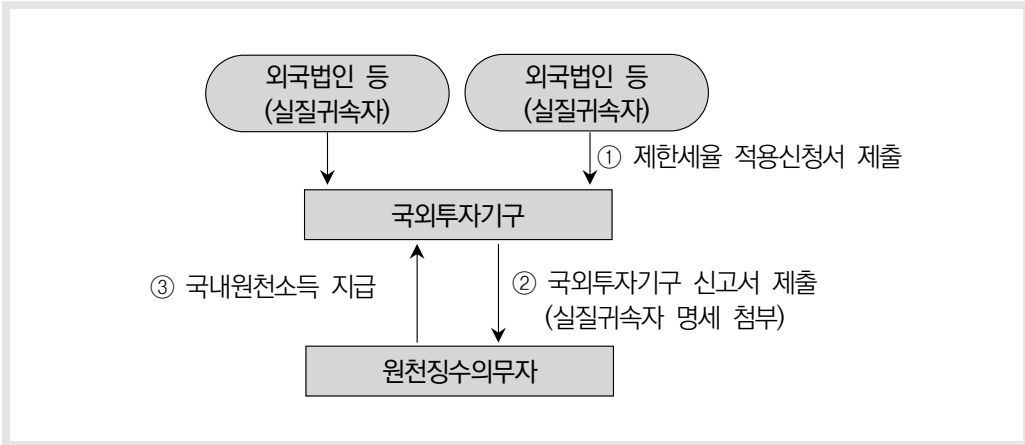 외국법인 등
(실질귀속자)
외국법인 등
(실질귀속자)
① 제한세율 적용신청서 제출
국외투자기구
③ 국내원천소득 지급
② 국외투자기구 신고서 제출
(실질귀속자 명세 첨부)
원천징수의무자